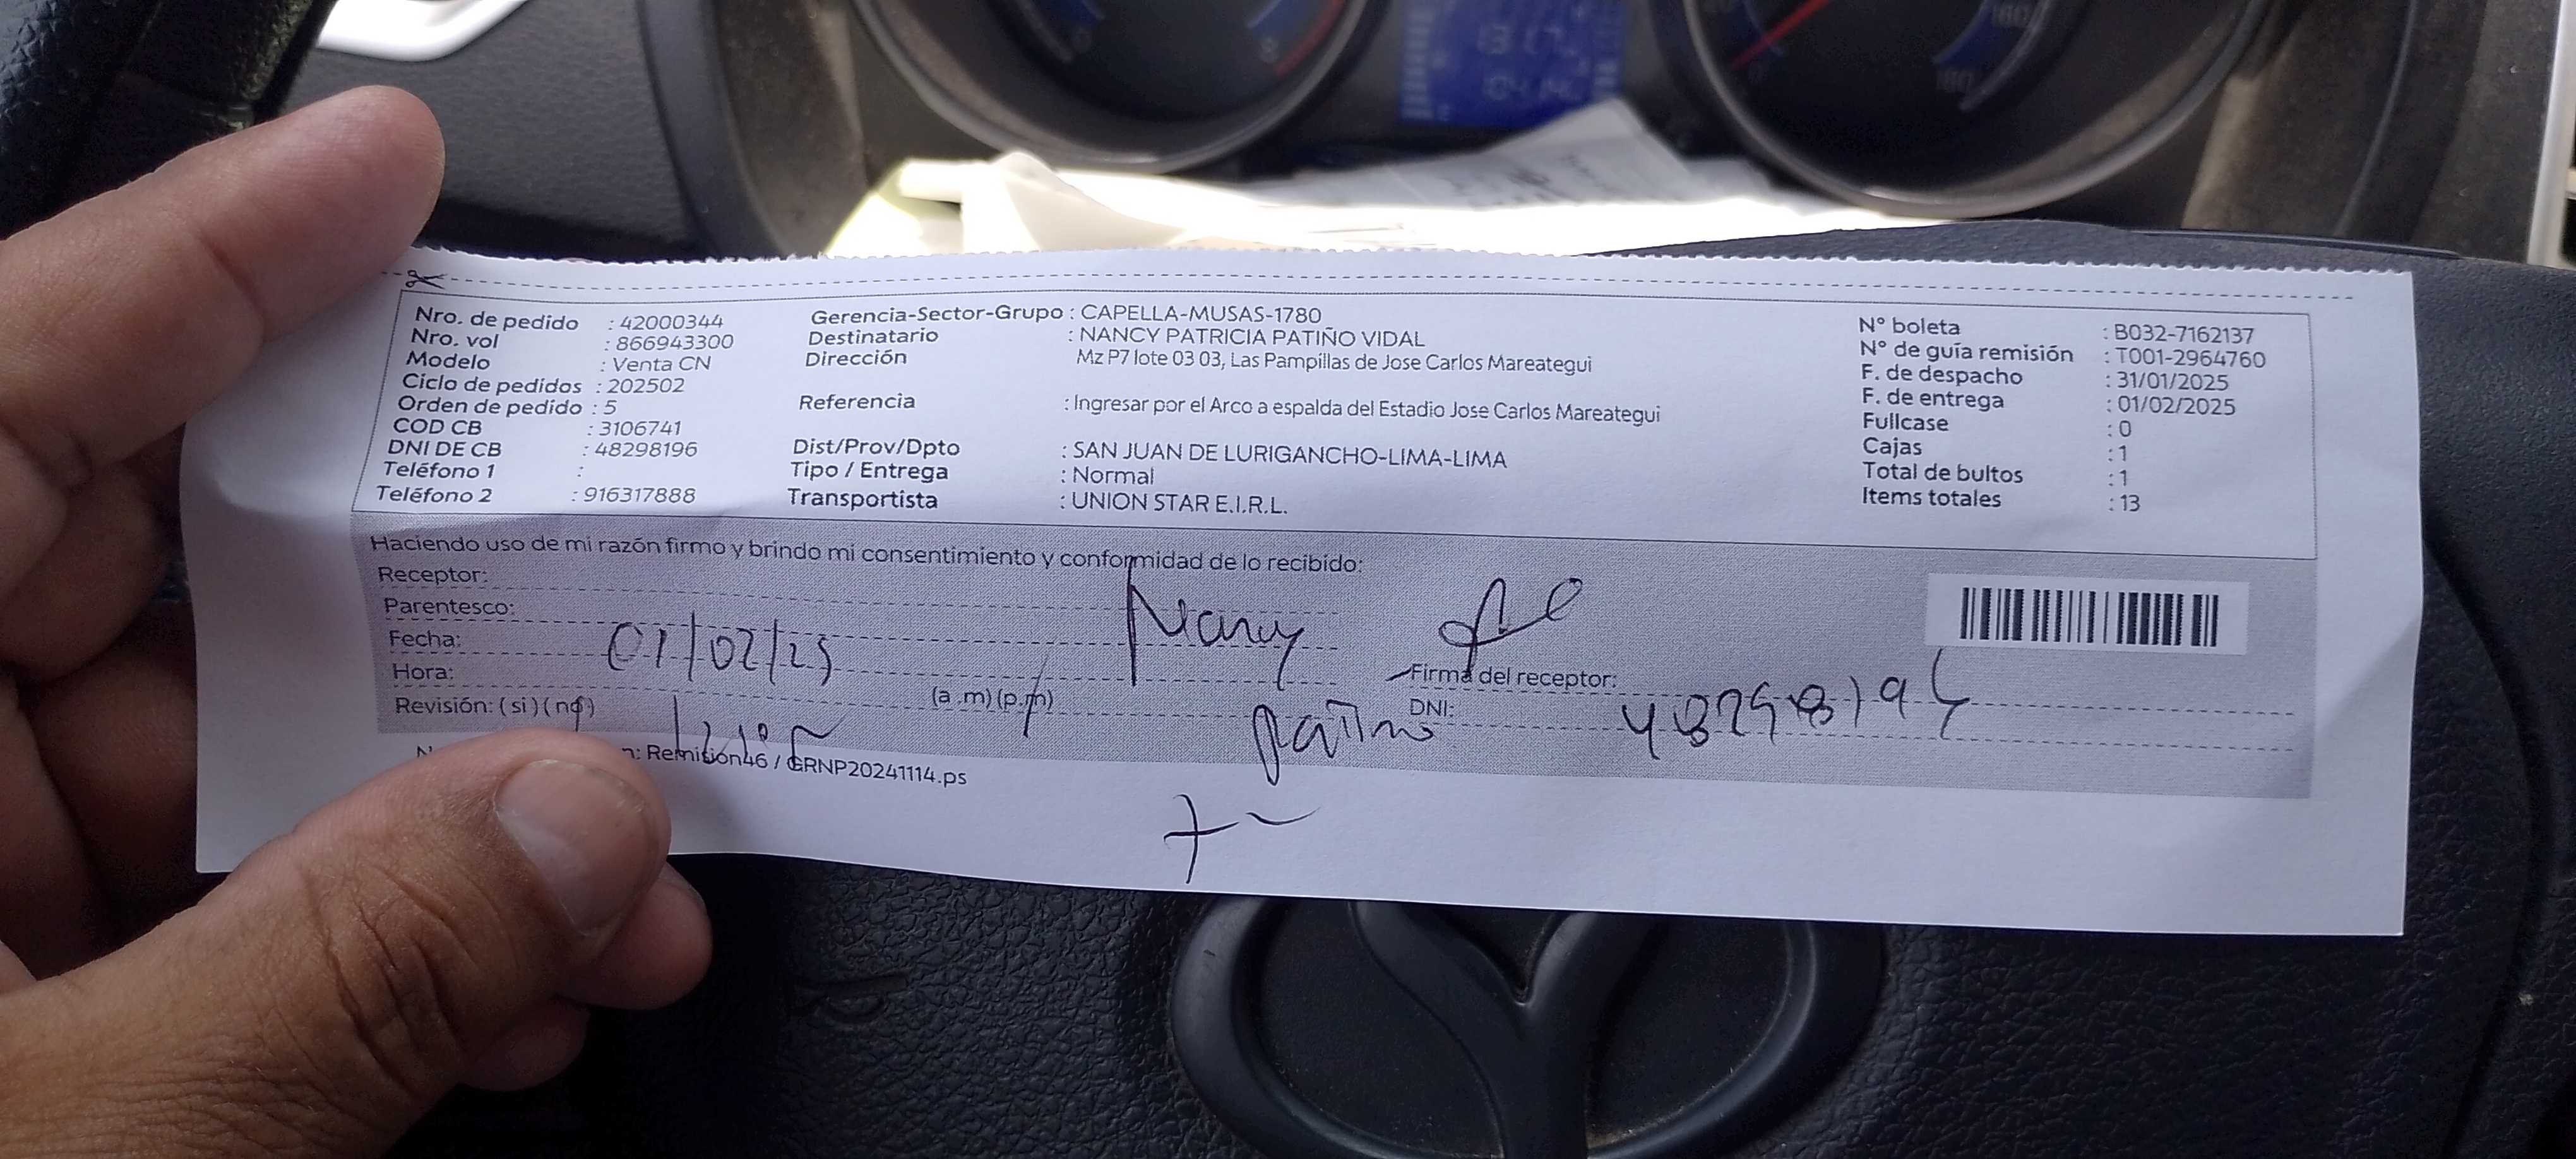 Nro. de pedido : 42000344
Nro. vol : 866943300
Modelo : Venta CN
Ciclo de pedidos : 202502
Orden de pedido : 5
COD CB : 3106741
DNI DE CB : 48298196
Teléfono 1 :
Teléfono 2 : 916317888
Gerencia-Sector-Grupo : CAPELLA-MUSAS-1780
Destinatario : NANCY PATRICIA PATIÑO VIDAL
Dirección Mz P7 lote 03 03, Las Pampillas de Jose Carlos Mareategui
Referencia : Ingresar por el Arco a espalda del Estadio Jose Carlos Mareategui
Dist/Prov/Dpto : SAN JUAN DE LURIGANCHO-LIMA-LIMA
Tipo / Entrega : Normal
Transportista : UNION STAR E.I.R.L.
N° boleta : B032-7162137
N° de guía remisión : T001-2964760
F. de despacho : 31/01/2025
F. de entrega : 01/02/2025
Fullcase : 0
Cajas : 1
Total de bultos : 1
Items totales : 13
Haciendo uso de mi razón firmo y brindo mi consentimiento y conformidad de lo recibido:
Receptor:
Parentesco:
Fecha: 01/02/25
Hora: (a.m) (p.m)
Revisión: (si) (no)
Nancy
Patiño
Firma del receptor:
DNI:
Remision46 / GRNP20241114.ps